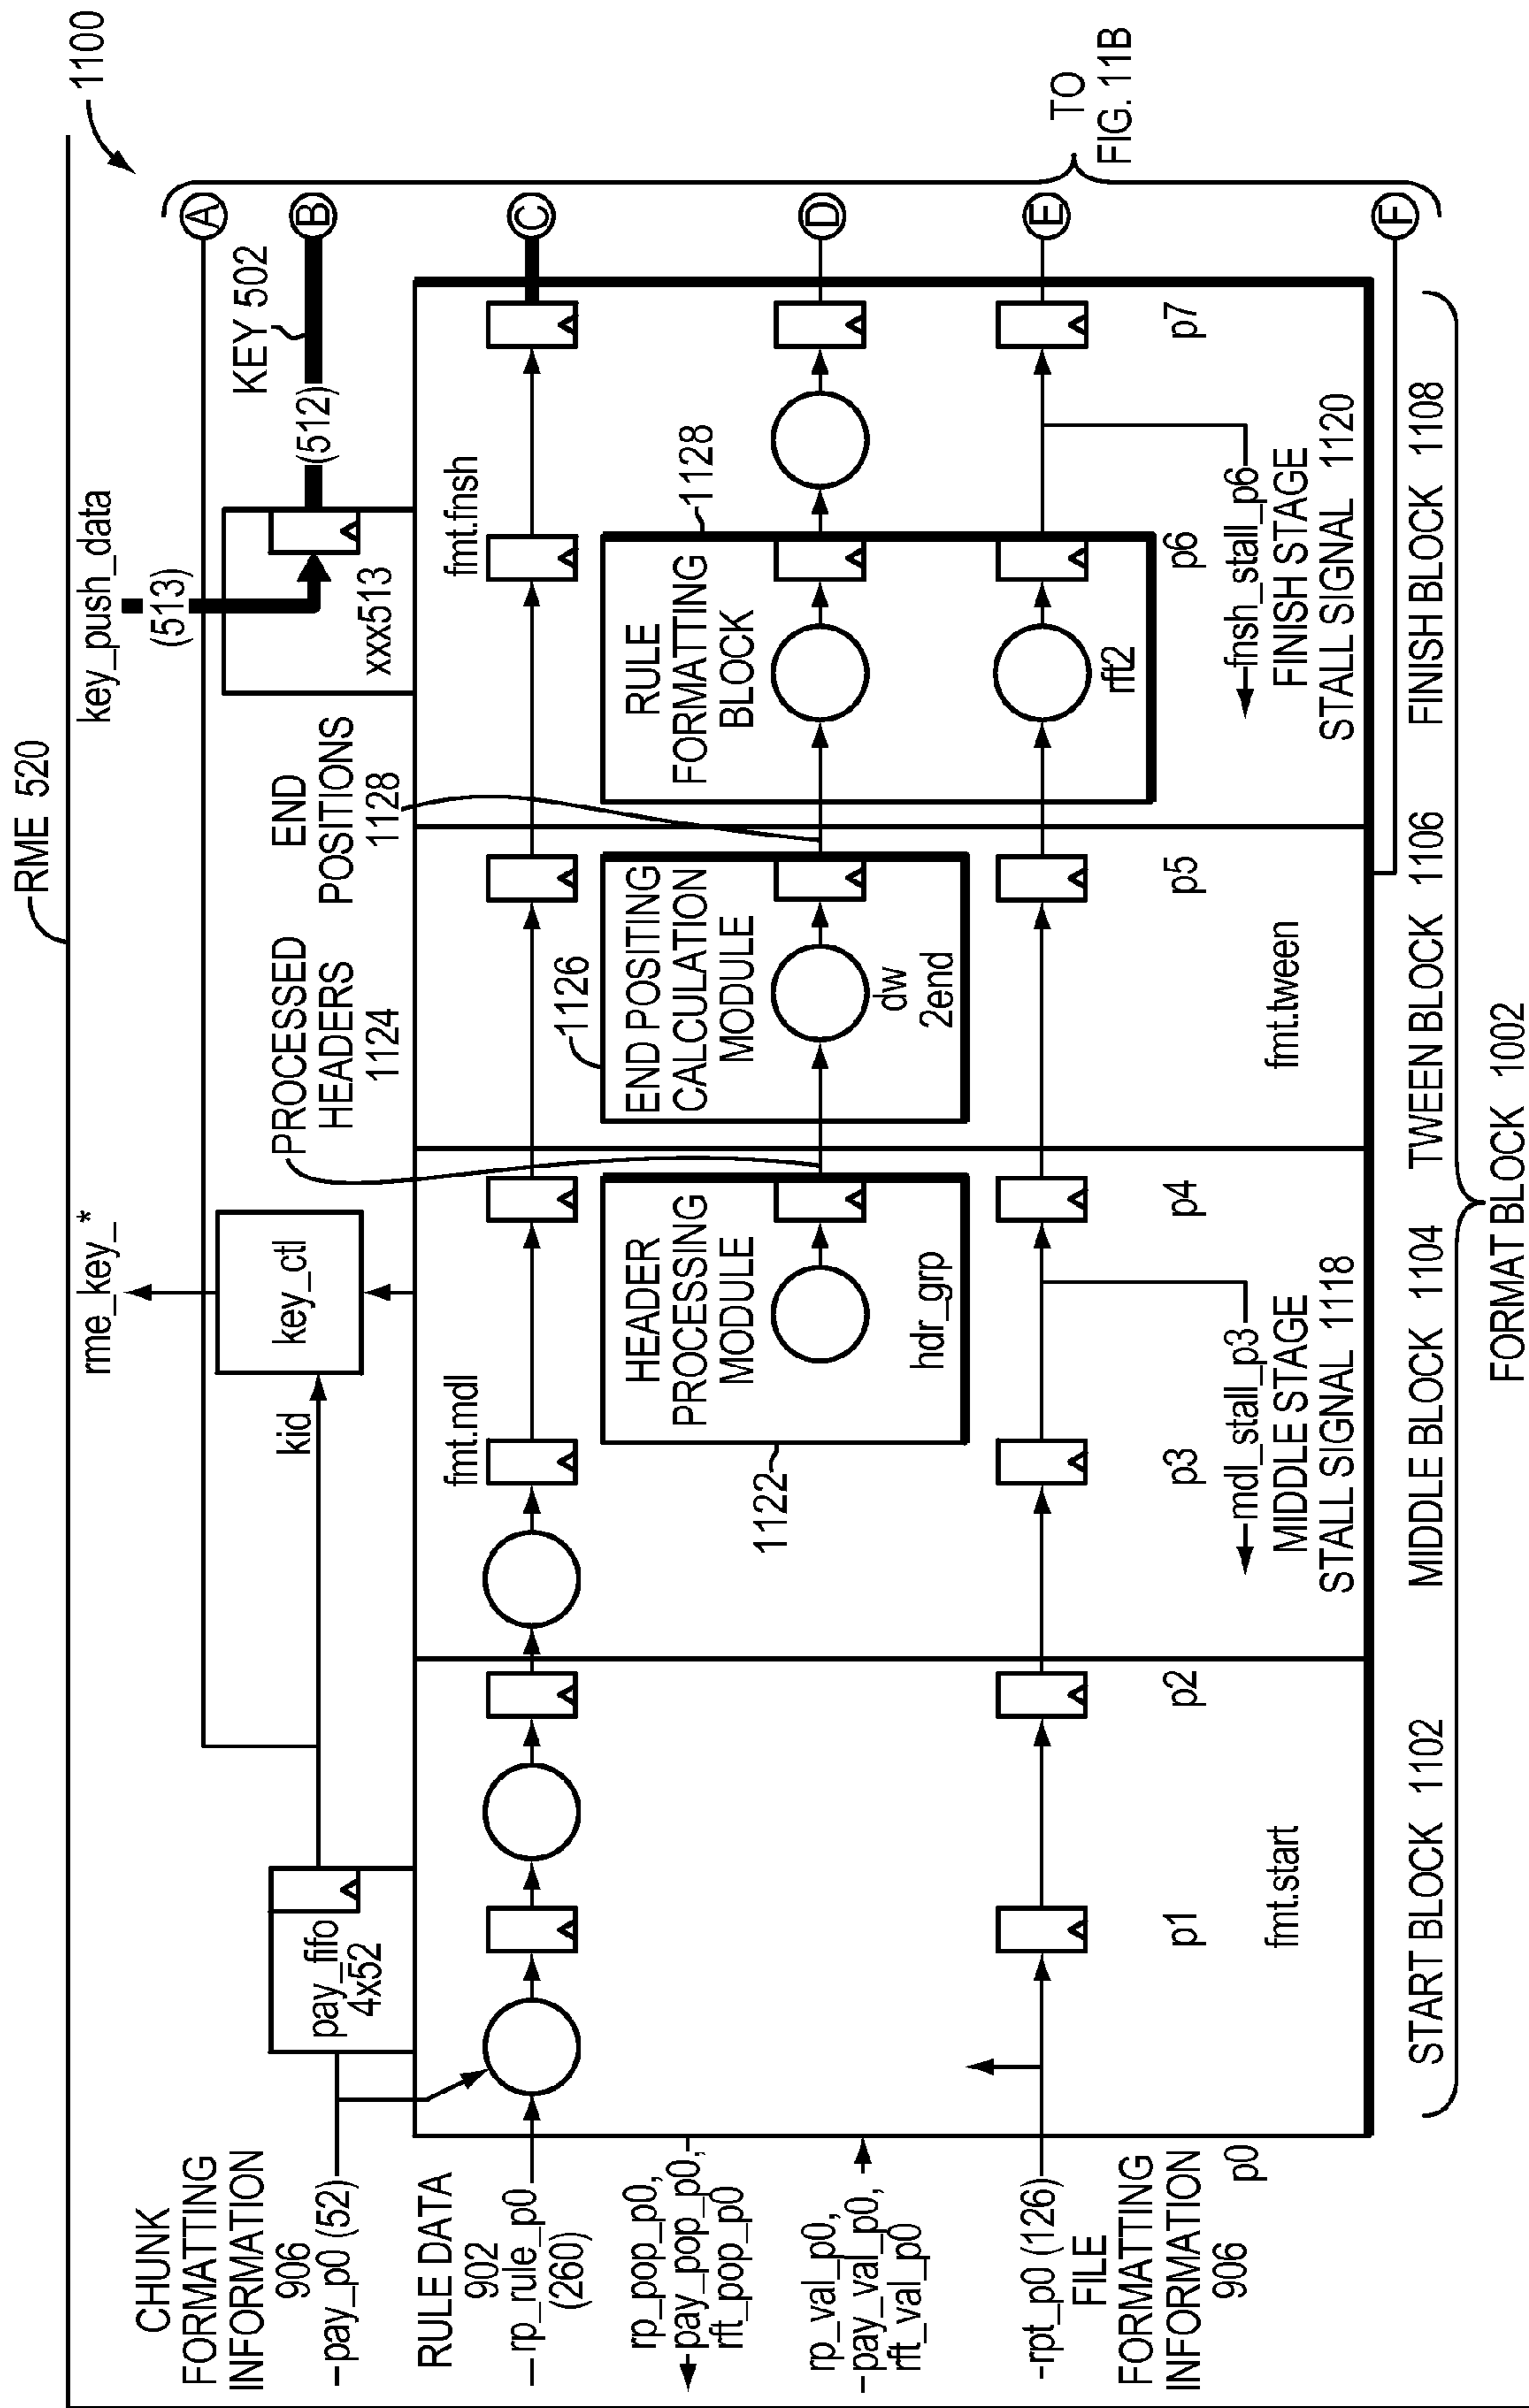 RME 520
1100
rme_key_*
key_push_data
(513)
KEY 502
(512)
A
B
C
D
E
F
TO
FIG. 11B
CHUNK
FORMATTING
INFORMATION
906
pay_p0 (52)
pay_fifo
4x52
kid
key_ctl
PROCESSED
HEADERS
1124
END
POSITIONS
1128
xxx513
RULE DATA
902
rp_rule_p0
(260)
fmt.mdl
fmt.fnsh
rp_pop_p0,
pay_pop_p0,
rft_pop_p0
rp_val_p0,
pay_val_p0,
rft_val_p0
HEADER
PROCESSING
MODULE
hdr_grp
1122
1126
END POSITING
CALCULATION
MODULE
dw
2end
RULE
FORMATTING
BLOCK
1128
rft2
rpt_p0 (126)
FILE
FORMATTING
INFORMATION
906
p0
p1
p2
p3
p4
p5
p6
p7
fmt.start
mdl_stall_p3
MIDDLE STAGE
STALL SIGNAL 1118
fmt.tween
fnsh_stall_p6
FINISH STAGE
STALL SIGNAL 1120
START BLOCK 1102
MIDDLE BLOCK 1104
TWEEN BLOCK 1106
FINISH BLOCK 1108
FORMAT BLOCK 1002